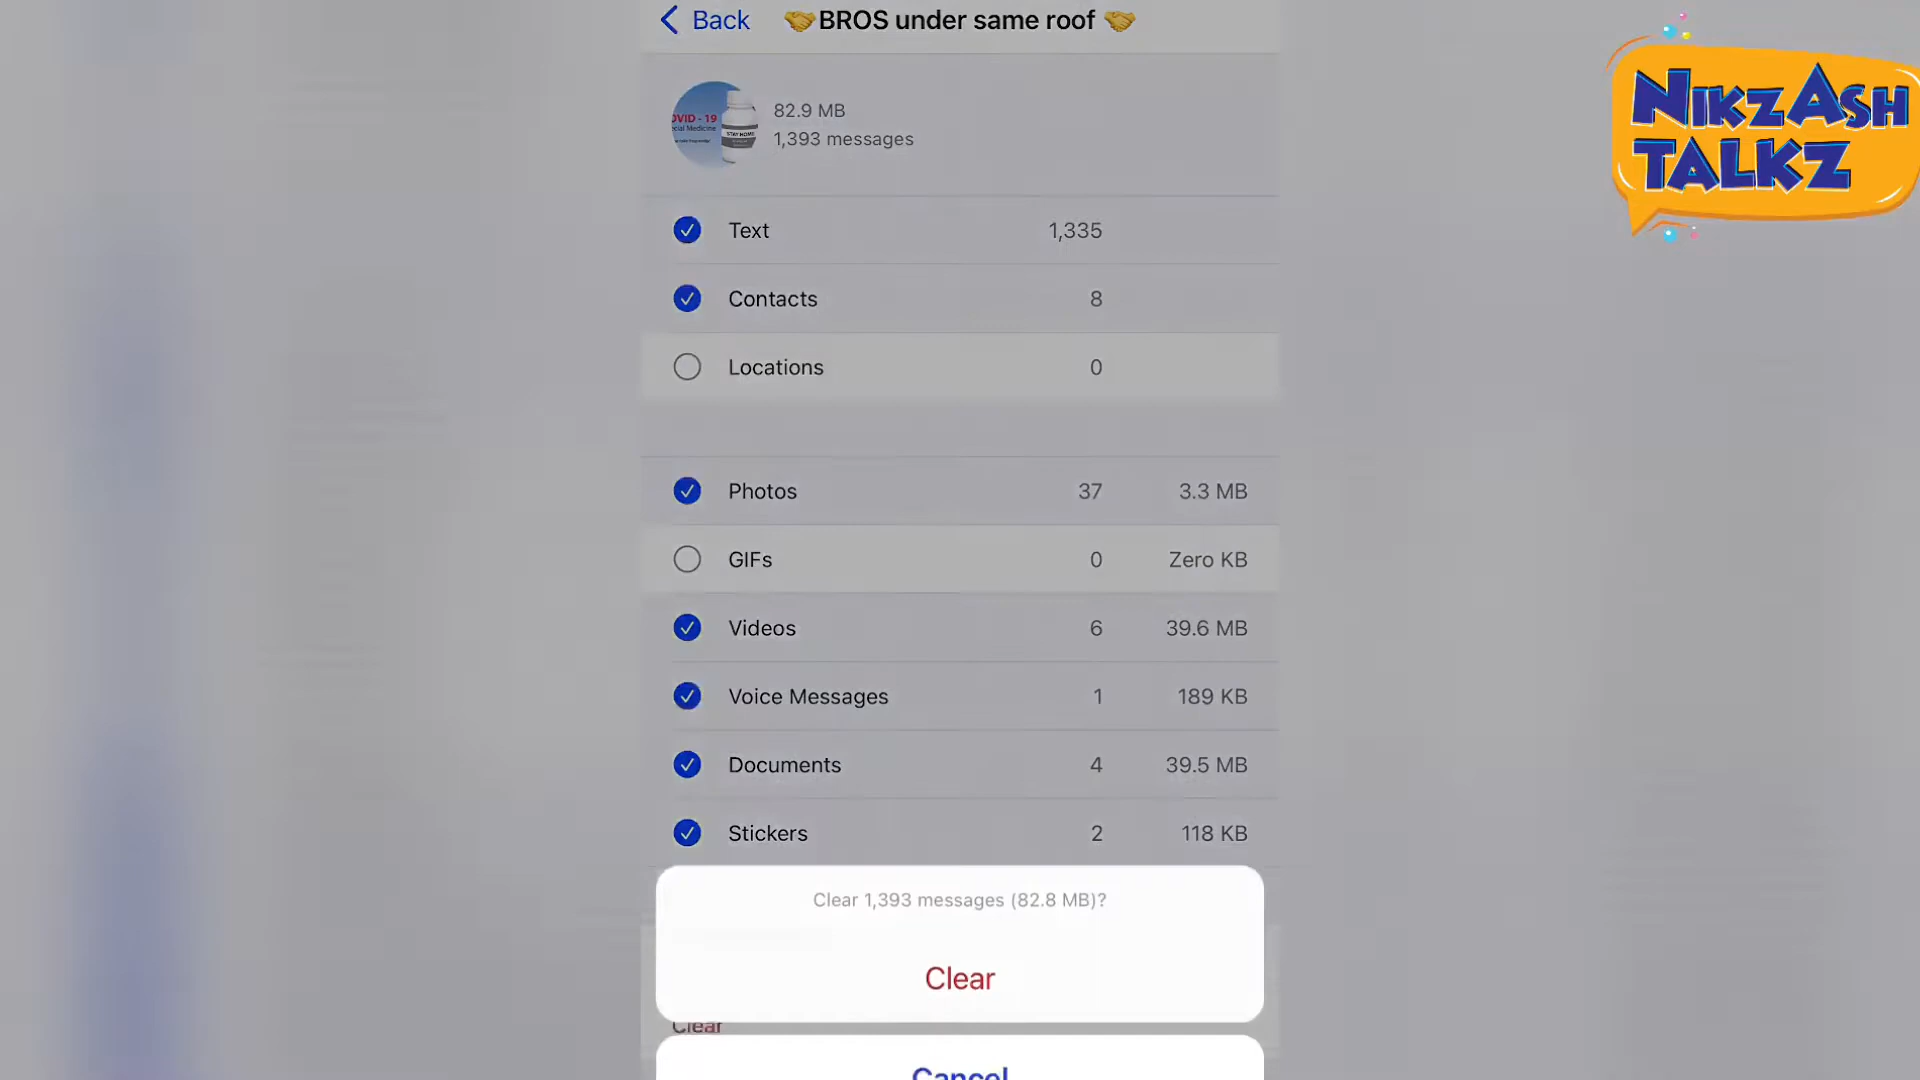 Back
🤝BROS under same roof 🤝
OVID - 19
STAY HOME
82.9 MB
1,393 messages
NIKZASH
TALKZ
Text 1,335
Contacts 8
Locations 0
Photos 37 3.3 MB
GIFs 0 Zero KB
Videos 6 39.6 MB
Voice Messages 1 189 KB
Documents 4 39.5 MB
Stickers 2 118 KB
Clear 1,393 messages (82.8 MB)?
Clear
Clear
Cancel